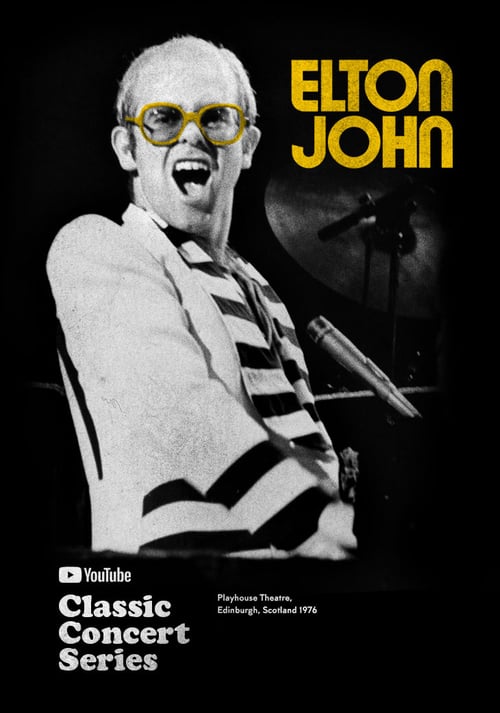 ELTON
JOHN
YouTube
Classic
Concert
Series
Playhouse Theatre,
Edinburgh, Scotland 1976